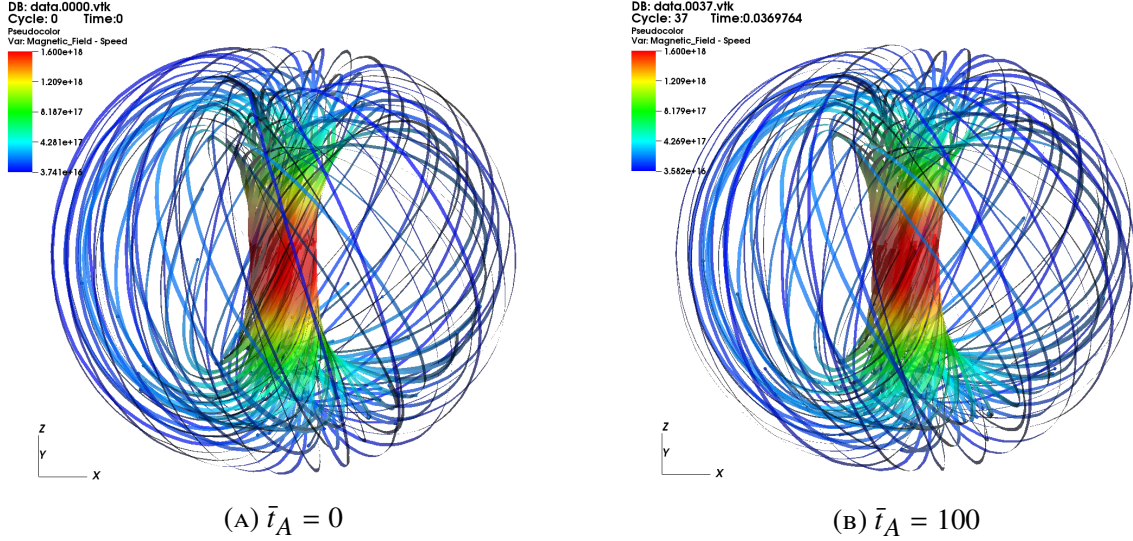 DB: data.0000.vtk
Cycle: 0 Time:0
Pseudocolor
Var: Magnetic_Field - Speed
1.600e+18
1.209e+18
8.187e+17
4.281e+17
3.741e+16
Z
Y
X
(A) t̄_A = 0
DB: data.0037.vtk
Cycle: 37 Time:0.0369764
Pseudocolor
Var: Magnetic_Field - Speed
1.600e+18
1.209e+18
8.179e+17
4.269e+17
3.582e+16
Z
Y
X
(B) t̄_A = 100